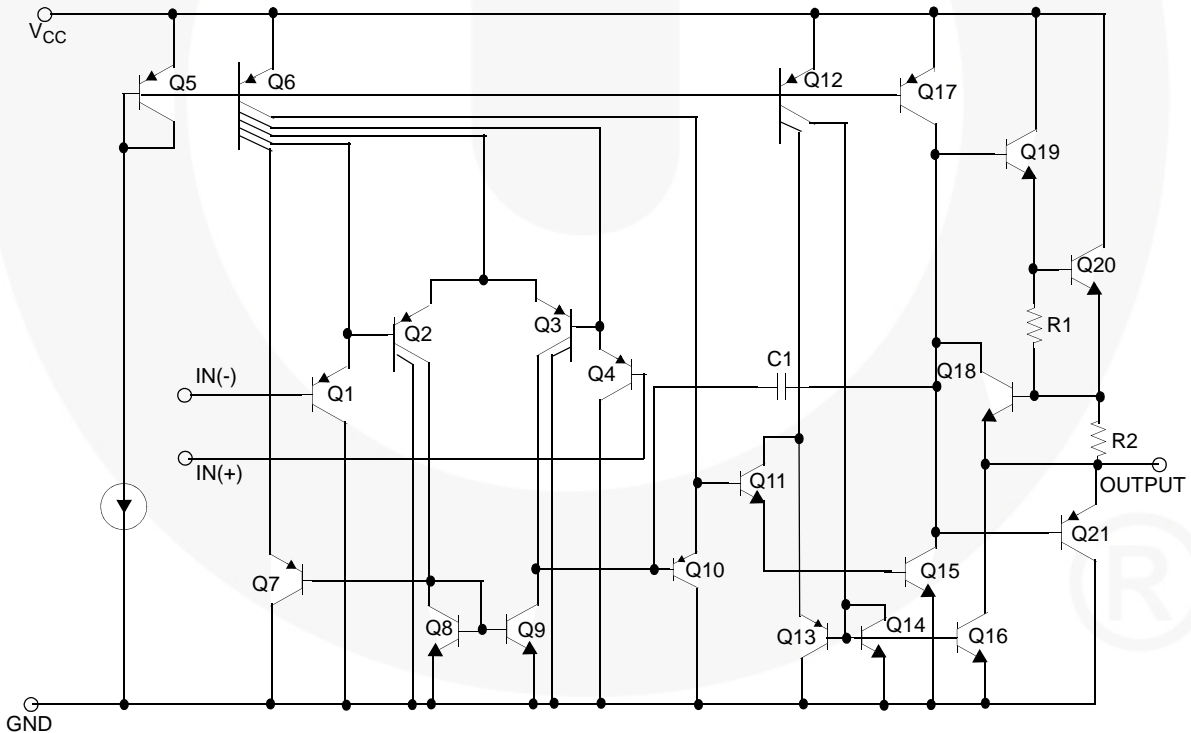 VCC
Q5
Q6
Q12
Q17
Q19
Q20
Q2
Q3
R1
C1
Q4
Q18
IN(-)
Q1
R2
IN(+)
Q11
OUTPUT
Q21
Q7
Q10
Q15
Q8
Q9
Q13
Q14
Q16
GND
®